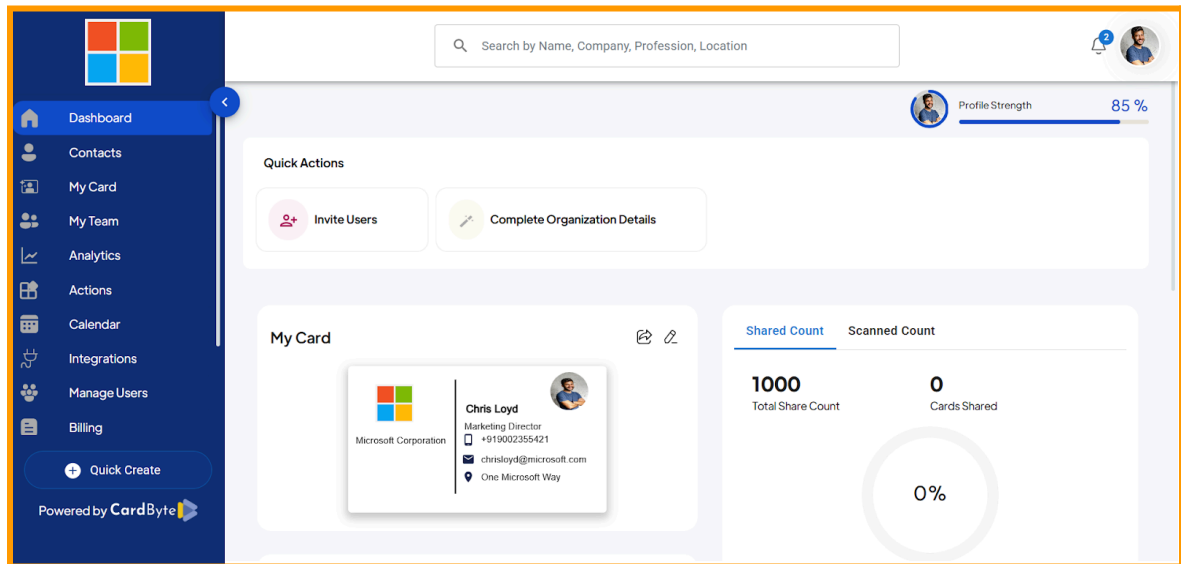 Search by Name, Company, Profession, Location
2
Dashboard
Contacts
My Card
My Team
Analytics
Actions
Calendar
Integrations
Manage Users
Billing
Quick Create
Powered by CardByte
Profile Strength
85 %
Quick Actions
Invite Users
Complete Organization Details
My Card
Microsoft Corporation
Chris Loyd
Marketing Director
+919002355421
chrisloyd@microsoft.com
One Microsoft Way
Shared Count
Scanned Count
1000
Total Share Count
0
Cards Shared
0%